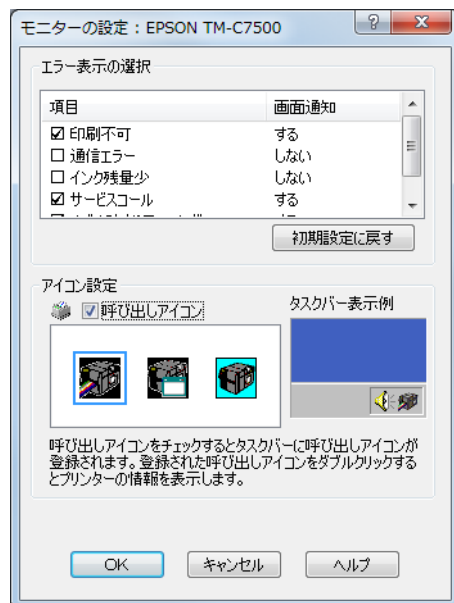 モニターの設定 : EPSON TM-C7500
エラー表示の選択
項目 画面通知
印刷不可 する
通信エラー しない
インク残量少 しない
サービスコール する
初期設定に戻す
アイコン設定
呼び出しアイコン
タスクバー表示例
呼び出しアイコンをチェックするとタスクバーに呼び出しアイコンが
登録されます。登録された呼び出しアイコンをダブルクリックする
とプリンターの情報を表示します。
OK キャンセル ヘルプ